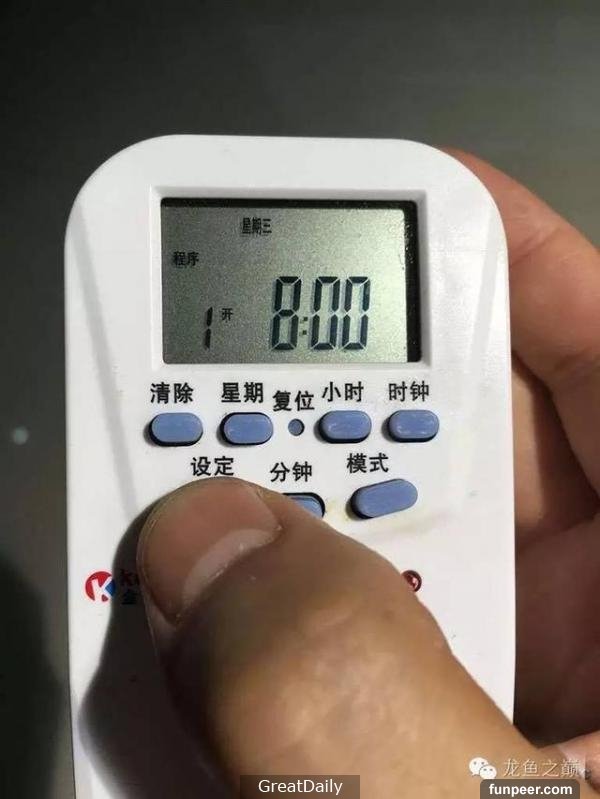 星期三
程序
1 开 8:00
清除 星期 复位 小时 时钟
设定 分钟 模式
龙鱼之巅
GreatDaily
funpeer.com